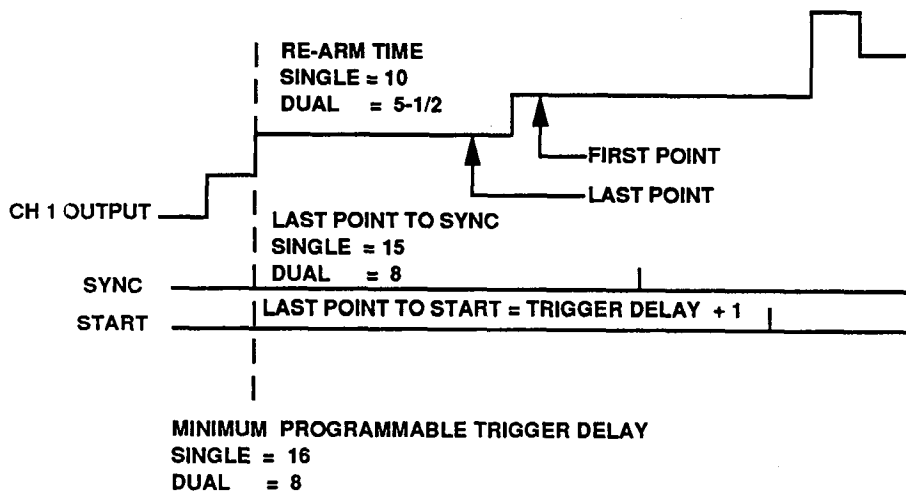 RE-ARM TIME
SINGLE = 10
DUAL = 5-1/2
FIRST POINT
LAST POINT
CH 1 OUTPUT
LAST POINT TO SYNC
SINGLE = 15
DUAL = 8
SYNC
LAST POINT TO START = TRIGGER DELAY + 1
START
MINIMUM PROGRAMMABLE TRIGGER DELAY
SINGLE = 16
DUAL = 8